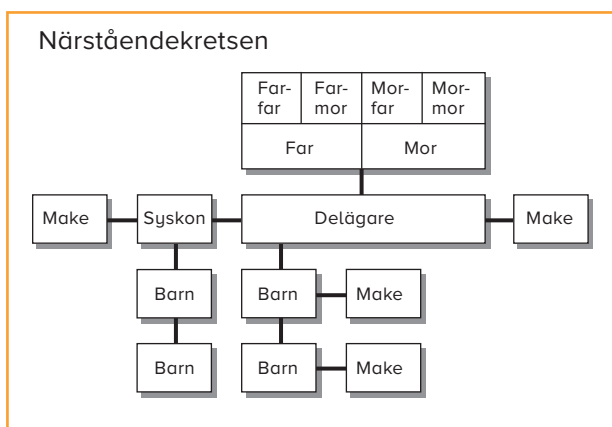 Närståendekretsen
Far-
far
Far-
mor
Mor-
far
Mor-
mor
Far
Mor
Make
Syskon
Delägare
Make
Barn
Barn
Make
Barn
Barn
Make